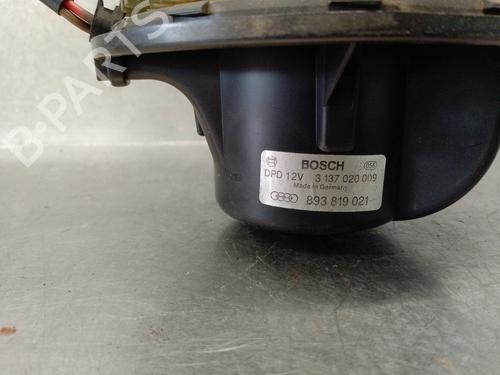 B-PARTS
BOSCH
DPD 12V 3 137 020 009
Made in Germany
893 819 021